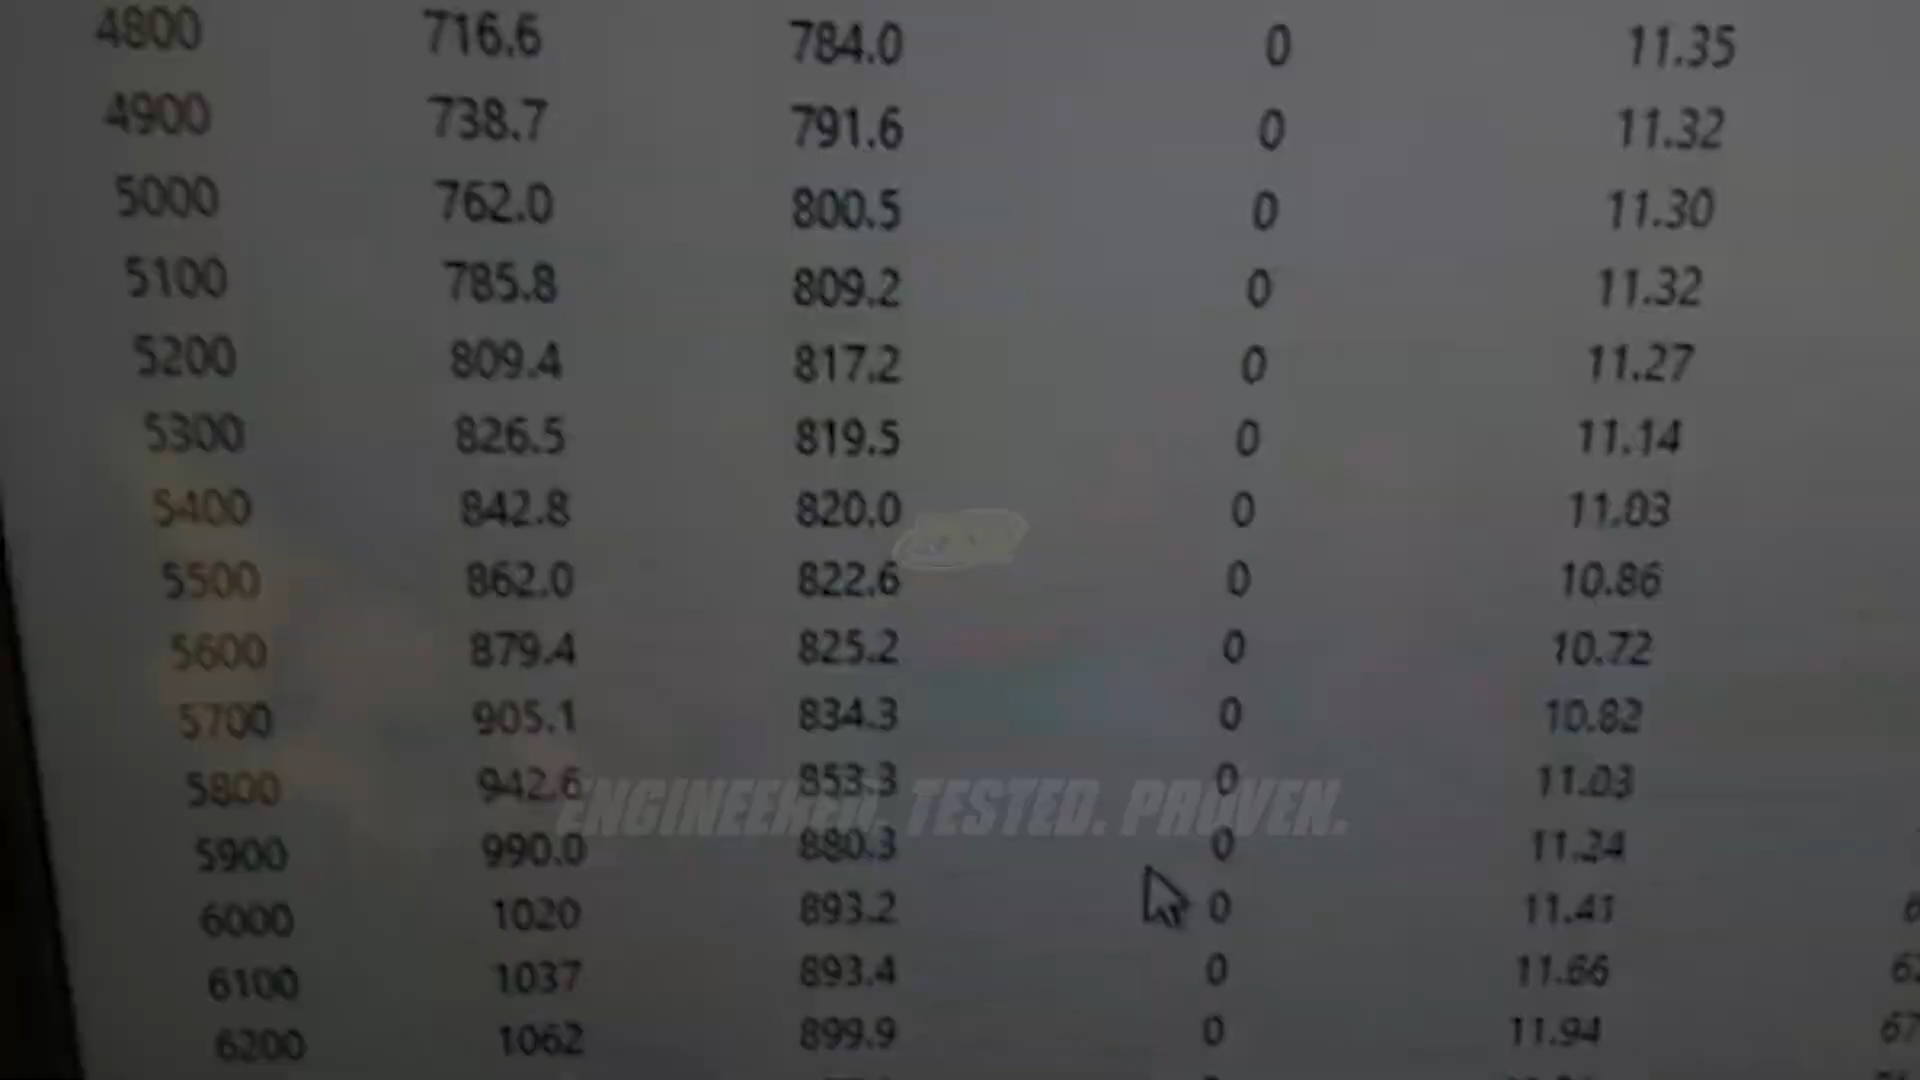 4800 716.6 784.0 0 11.35
4900 738.7 791.6 0 11.32
5000 762.0 800.5 0 11.30
5100 785.8 809.2 0 11.32
5200 809.4 817.2 0 11.27
5300 826.5 819.5 0 11.14
5400 842.8 820.0 0 11.03
5500 862.0 822.6 0 10.86
5600 879.4 825.2 0 10.72
5700 905.1 834.3 0 10.82
5800 942.6 853.3 0 11.03
ENGINEERED. TESTED. PROVEN.
5900 990.0 880.3 0 11.24
6000 1020 893.2 0 11.41
6100 1037 893.4 0 11.66
6200 1062 899.9 0 11.94